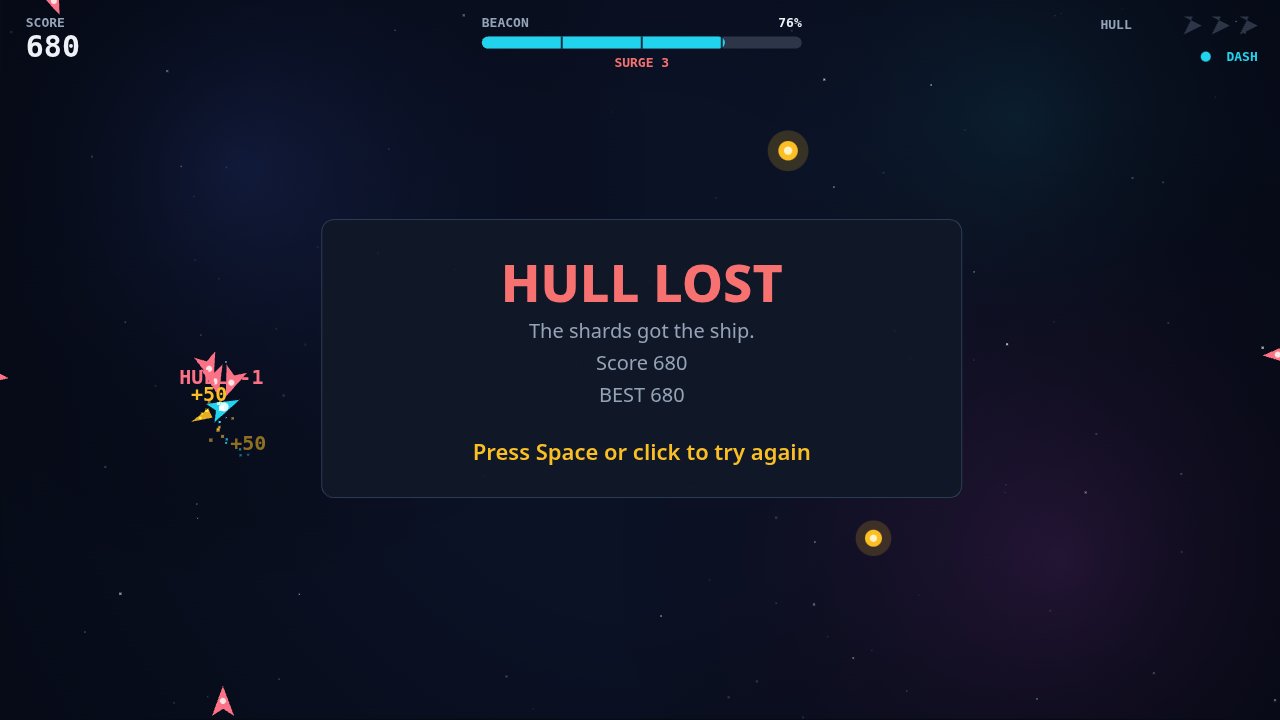 SCORE
680
BEACON 76%
SURGE 3
HULL
DASH
HULL LOST
The shards got the ship.
Score 680
BEST 680
Press Space or click to try again
HULL -1
+50
+50